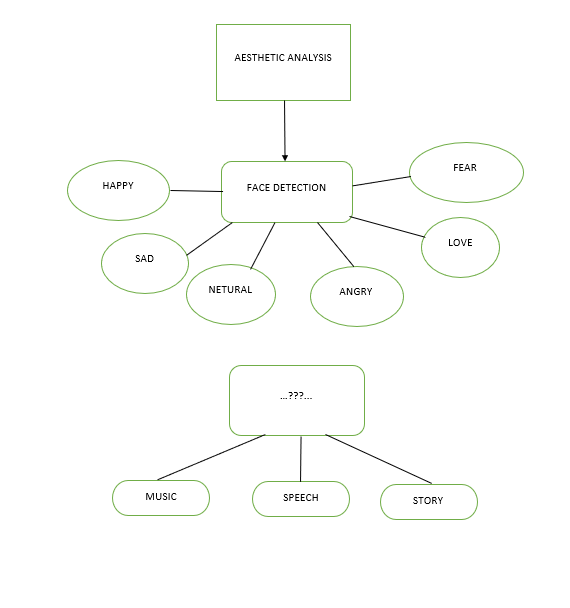 AESTHETIC ANALYSIS
FACE DETECTION
HAPPY
FEAR
SAD
LOVE
NETURAL
ANGRY
...???...
MUSIC
SPEECH
STORY